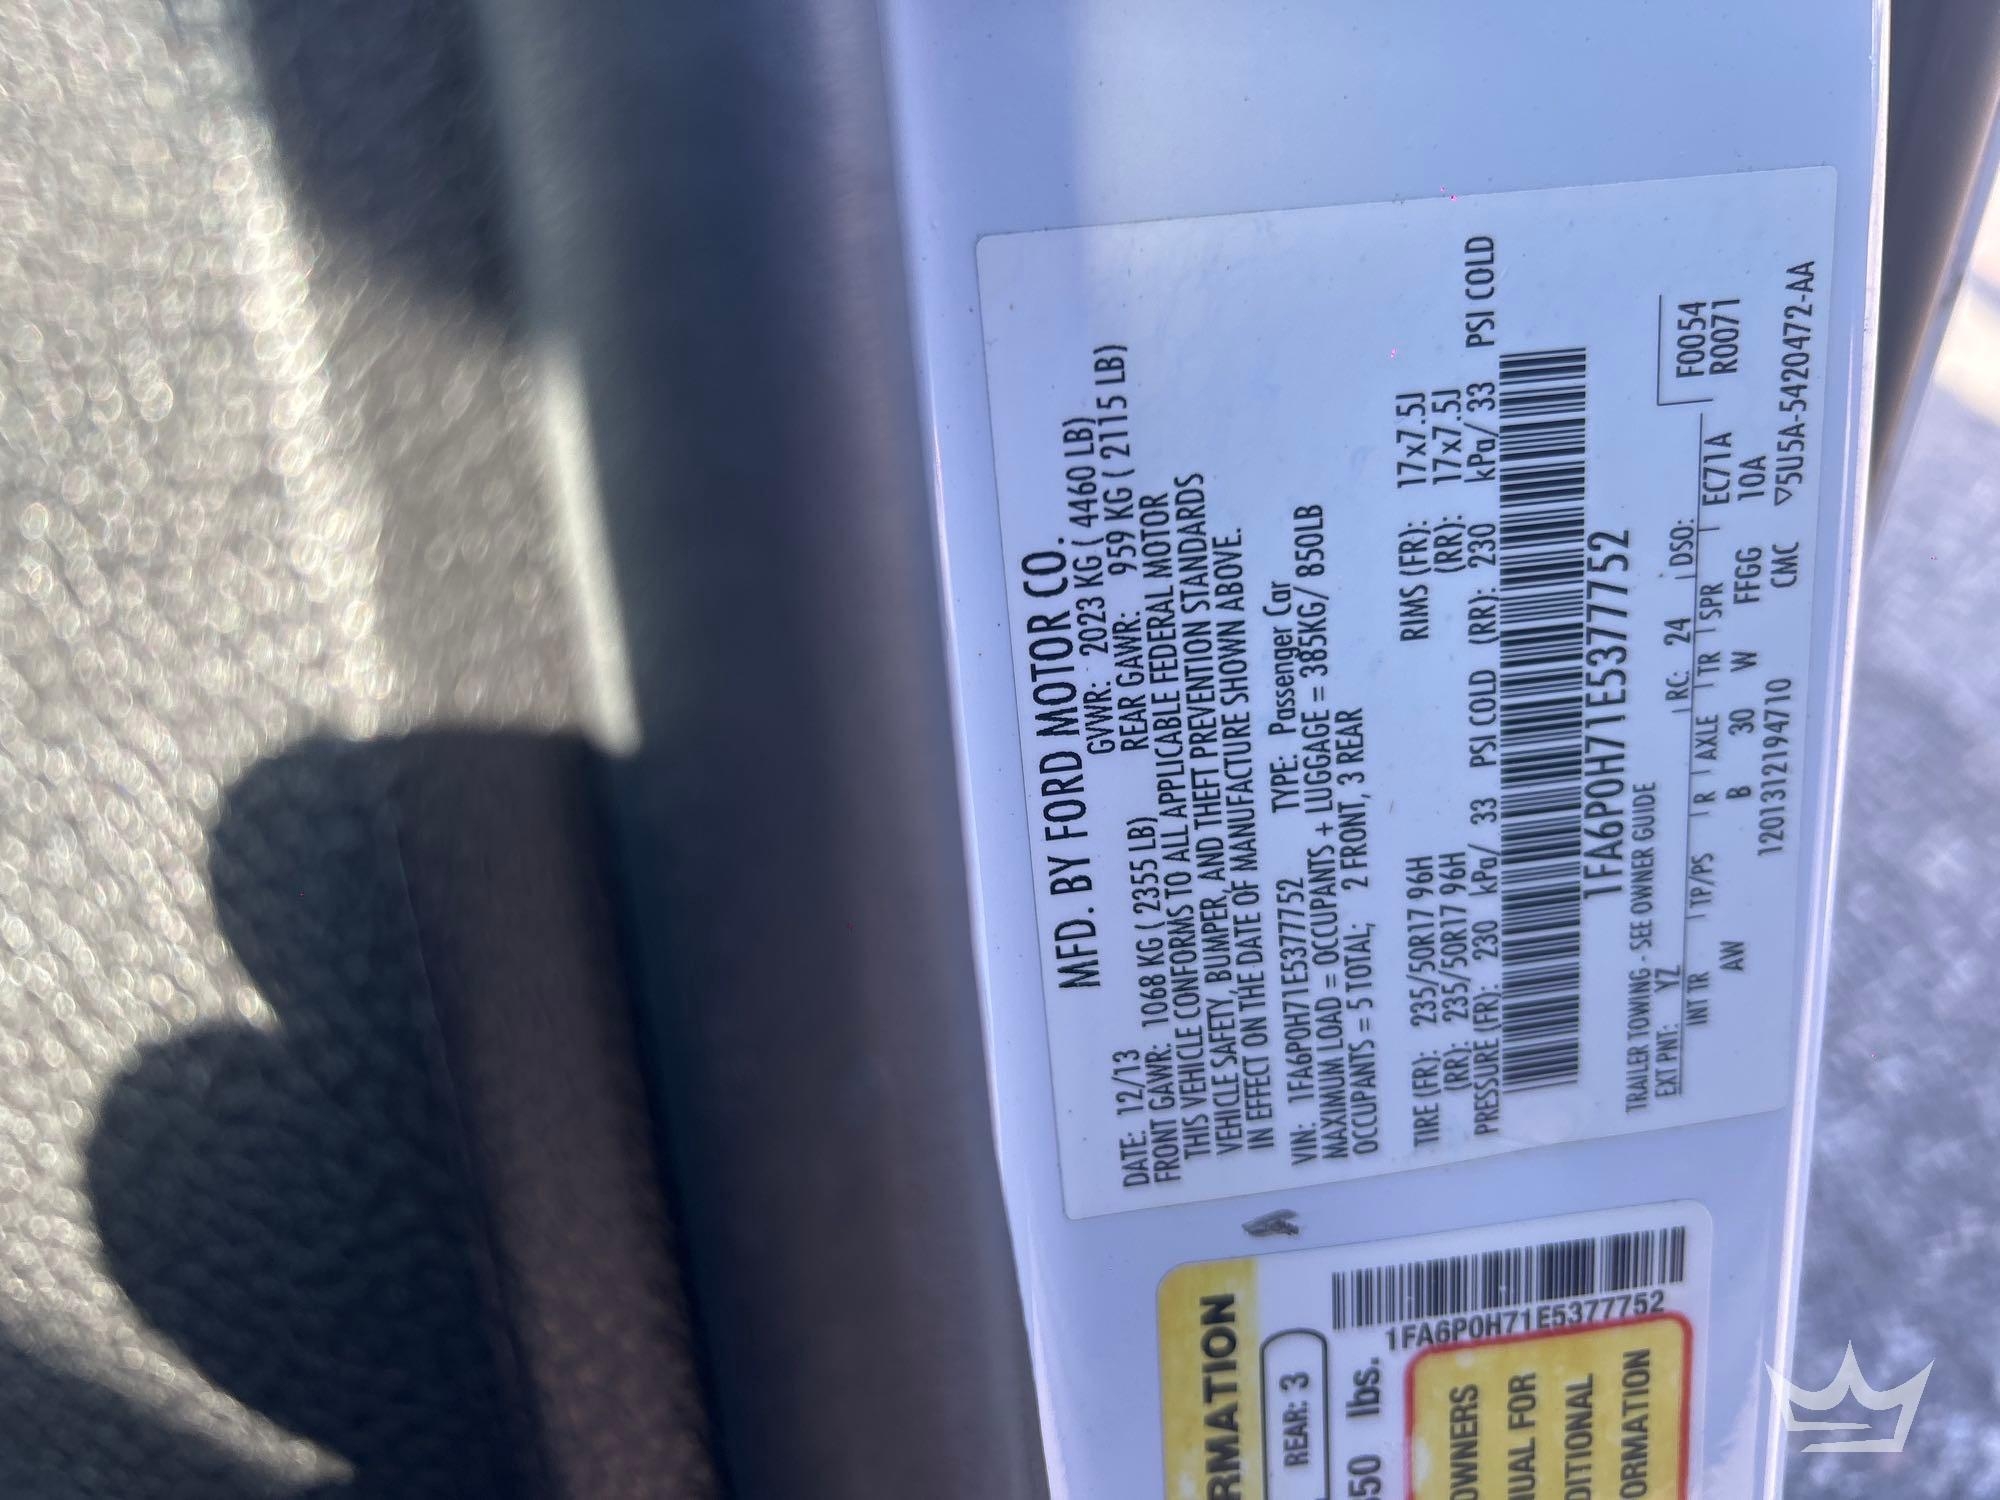 MFD. BY FORD MOTOR CO.
DATE: 12/13 GVWR: 2023 KG ( 4460 LB)
FRONT GAWR: 1068 KG ( 2355 LB) REAR GAWR: 959 KG ( 2115 LB)
THIS VEHICLE CONFORMS TO ALL APPLICABLE FEDERAL MOTOR
VEHICLE SAFETY, BUMPER, AND THEFT PREVENTION STANDARDS
IN EFFECT ON THE DATE OF MANUFACTURE SHOWN ABOVE.
VIN: 1FA6P0H71E5377752 TYPE: Passenger Car
MAXIMUM LOAD = OCCUPANTS + LUGGAGE = 385KG/ 850LB
OCCUPANTS = 5 TOTAL; 2 FRONT, 3 REAR
TIRE (FR): 235/50R17 96H RIMS (FR): 17x7.5J
(RR): 235/50R17 96H (RR): 17x7.5J
PRESSURE (FR): 230 kPa/ 33 PSI COLD (RR): 230 kPa/ 33 PSI COLD
1FA6P0H71E5377752
TRAILER TOWING - SEE OWNER GUIDE
EXT PNT: YZ RC: 24 DSO: F0054
INT TR TP/PS R AXLE TR SPR EC71A R0071
AW B 30 W FFGG 10A
1201312194710 CMC ▽5U5A-5420472-AA
RMATION
REAR: 3
1FA6P0H71E5377752
850 lbs.
OWNERS
NUAL FOR
DITIONAL
ORMATION